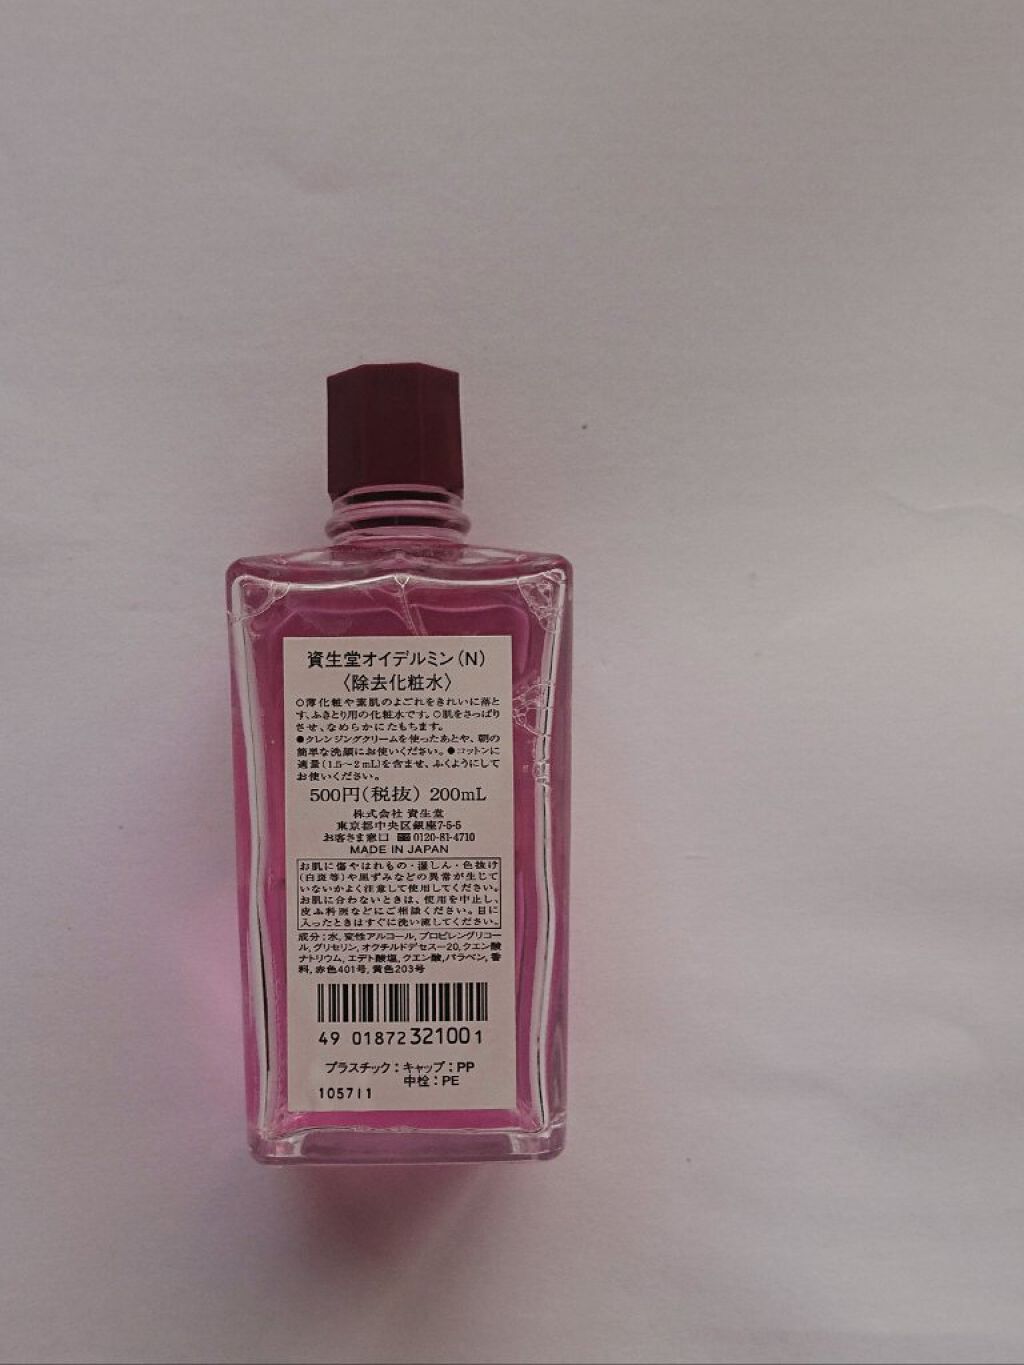 資生堂オイデルミン(N)
〈除去化粧水〉
○薄化粧や素肌のよごれをきれいに落と
す、ふきとり用の化粧水です。○肌をさっぱり
させ、なめらかにたもちます。
●クレンジングクリームを使ったあとや、朝の
簡単な洗顔にお使いください。●コットンに
適量(1.5〜2mL)を含ませ、ふくようにして
お使いください。
500円(税抜) 200mL
株式会社 資生堂
東京都中央区銀座7-5-5
お客さま窓口 0120-81-4710
MADE IN JAPAN
お肌に傷やはれもの・湿しん・色抜け
(白斑等)や黒ずみなどの異常が生じて
いないかよく注意して使用してください。
お肌に合わないときは、使用を中止し、
皮ふ科医などにご相談ください。目に
入ったときはすぐに洗い流してください。
成分:水,変性アルコール,プロピレングリコー
ル,グリセリン,オクチルドデセス-20,クエン酸
ナトリウム,エデト酸塩,クエン酸,パラベン,香
料,赤色401号,黄色203号
49 01872 321001
プラスチック:キャップ:PP
中栓:PE
105711